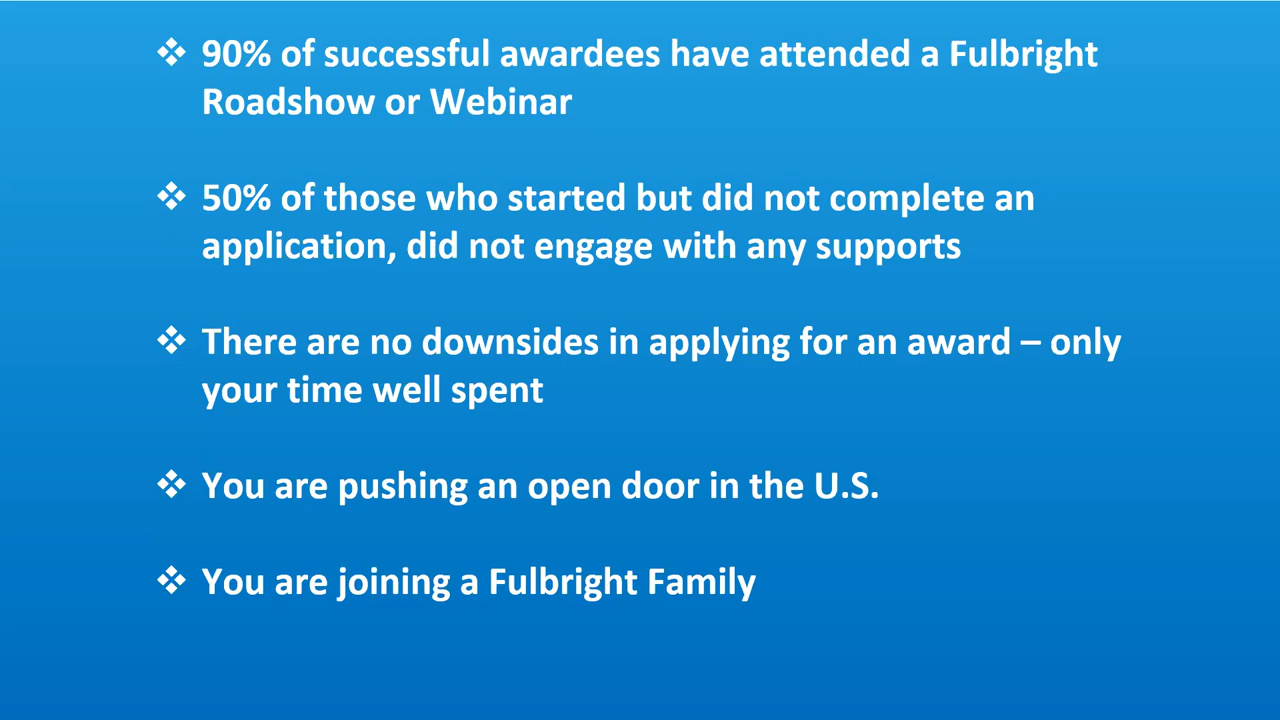 ❖ 90% of successful awardees have attended a Fulbright
Roadshow or Webinar
❖ 50% of those who started but did not complete an
application, did not engage with any supports
❖ There are no downsides in applying for an award – only
your time well spent
❖ You are pushing an open door in the U.S.
❖ You are joining a Fulbright Family